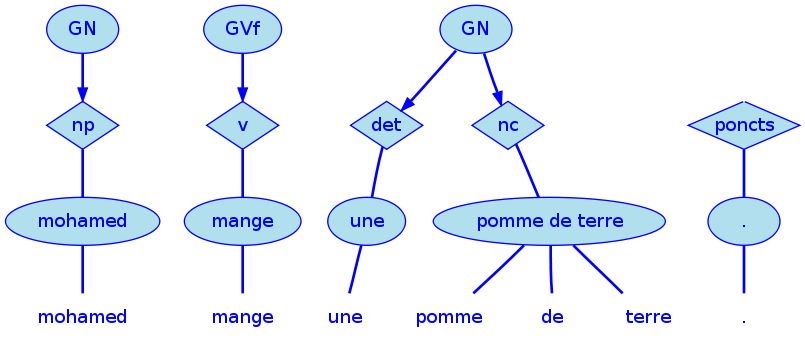 GN GVf GN
np v det nc poncts
mohamed mange une pomme de terre .
mohamed mange une pomme de terre .